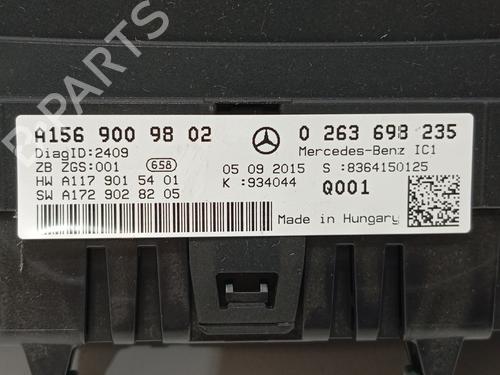 A156 900 98 02
0 263 698 235
DiagID:2409
Mercedes-Benz IC1
ZB ZGS:001
658
05 09 2015
S :8364150125
HW A117 901 54 01
K :934044
Q001
SW A172 902 82 05
Made in Hungary
B-PARTS